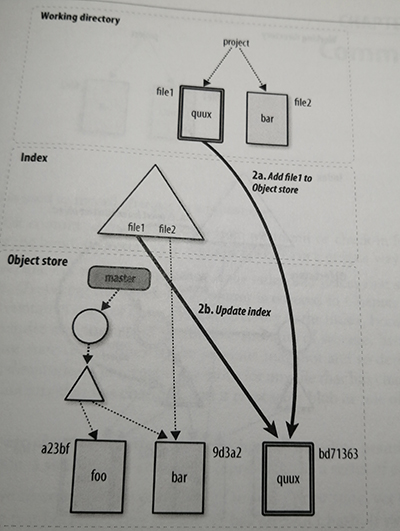 Working directory
project
file1
quux
bar
file2
Index
2a. Add file1 to
Object store
file1 file2
Object store
master
2b. Update index
a23bf
foo
bar
9d3a2
quux
bd71363